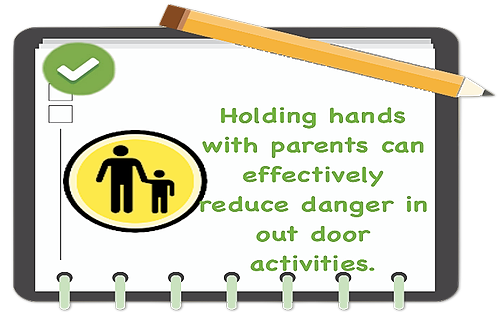 Holding hands
with parents can
effectively
reduce danger in
out door
activities.